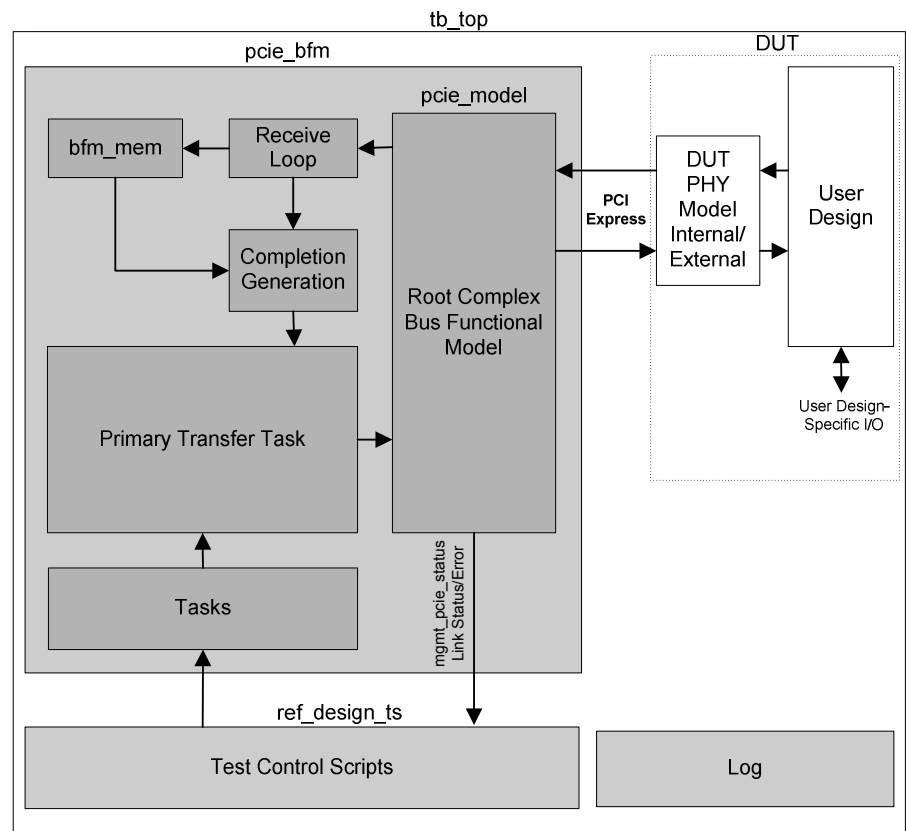 tb_top
pcie_bfm
DUT
pcie_model
bfm_mem
Receive
Loop
Completion
Generation
Root Complex
Bus Functional
Model
PCI
Express
DUT
PHY
Model
Internal/
External
User
Design
User Design-
Specific I/O
Primary Transfer Task
Tasks
mgmt_pcie_status
Link Status/Error
ref_design_ts
Test Control Scripts
Log